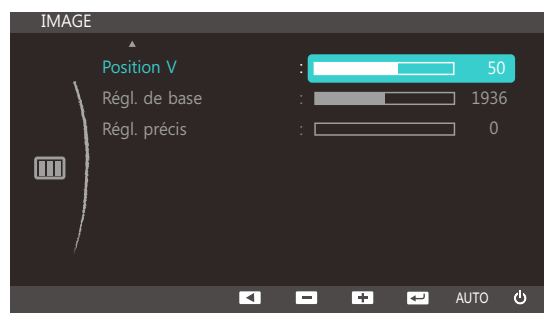 IMAGE
Position V : 50
Régl. de base : 1936
Régl. précis : 0
AUTO